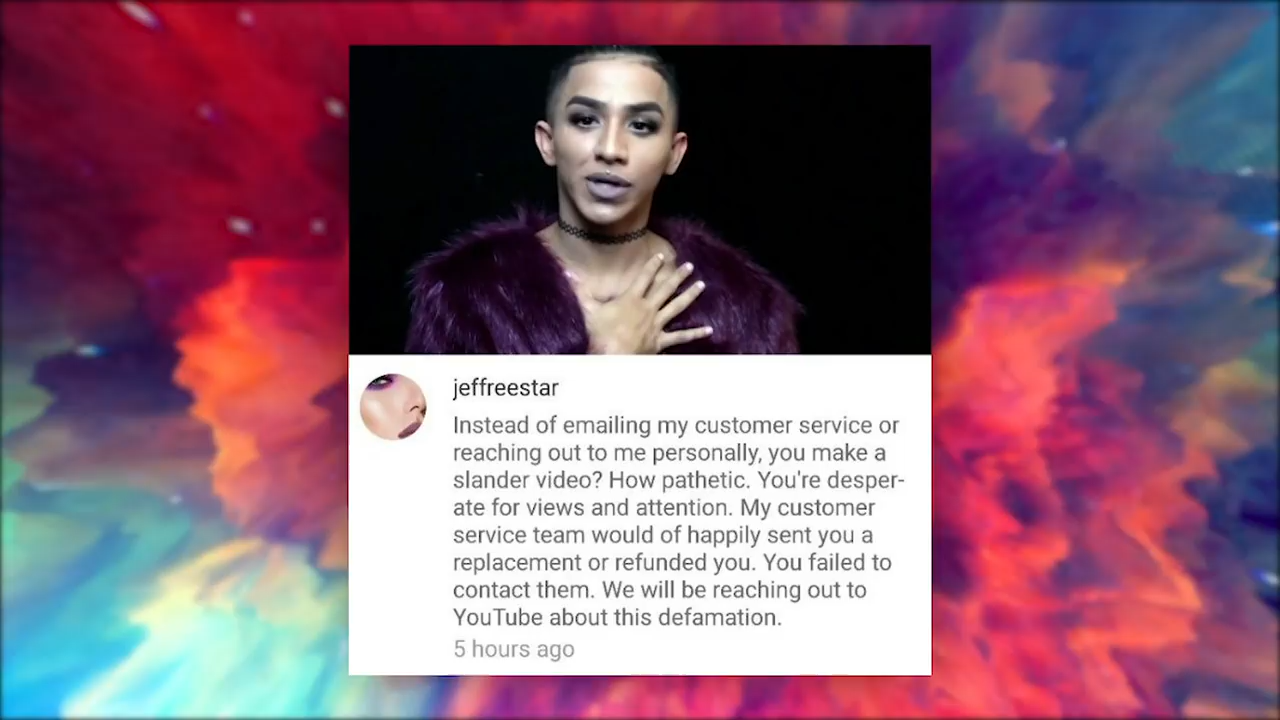 jeffreestar
Instead of emailing my customer service or
reaching out to me personally, you make a
slander video? How pathetic. You're desper-
ate for views and attention. My customer
service team would of happily sent you a
replacement or refunded you. You failed to
contact them. We will be reaching out to
YouTube about this defamation.
5 hours ago